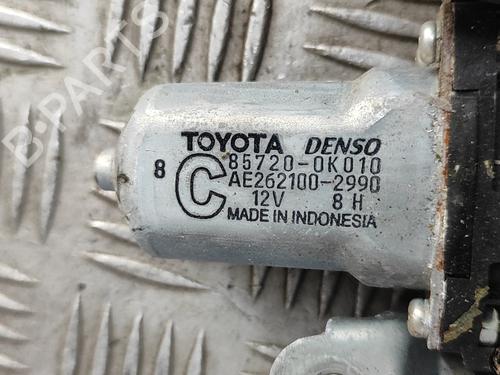 TOYOTA DENSO
8 C 85720-0K010
AE262100-2990
12V 8 H
MADE IN INDONESIA
B-PARTS